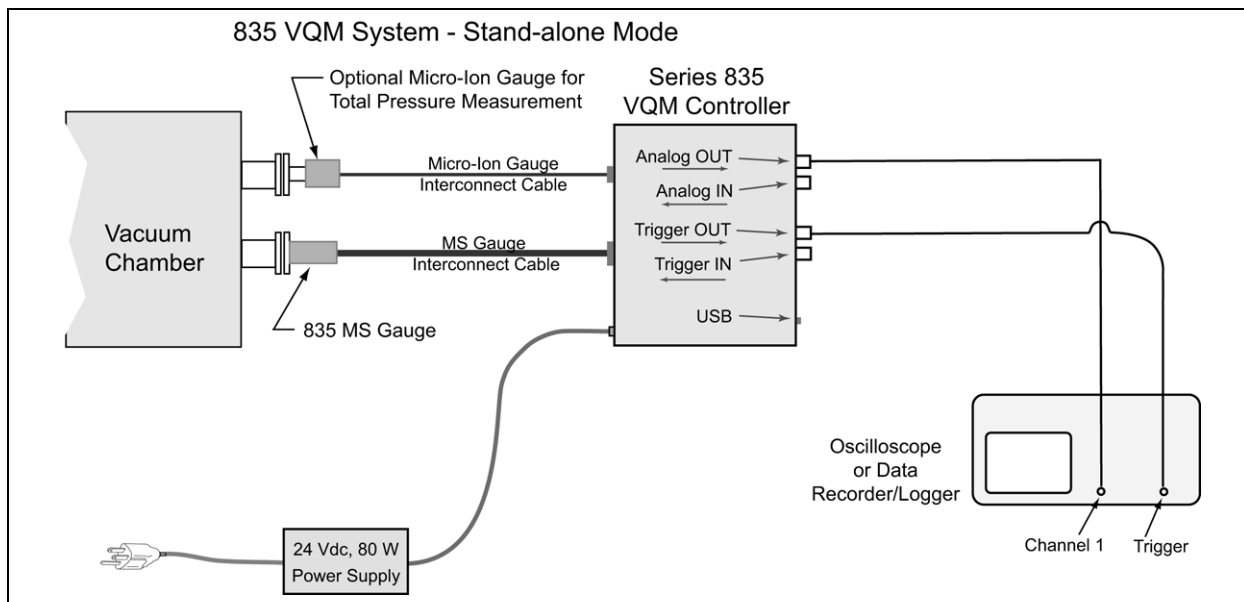 835 VQM System - Stand-alone Mode
Optional Micro-Ion Gauge for
Total Pressure Measurement
Series 835
VQM Controller
Vacuum
Chamber
Micro-Ion Gauge
Interconnect Cable
MS Gauge
Interconnect Cable
835 MS Gauge
Analog OUT
Analog IN
Trigger OUT
Trigger IN
USB
Oscilloscope
or Data
Recorder/Logger
Channel 1
Trigger
24 Vdc, 80 W
Power Supply